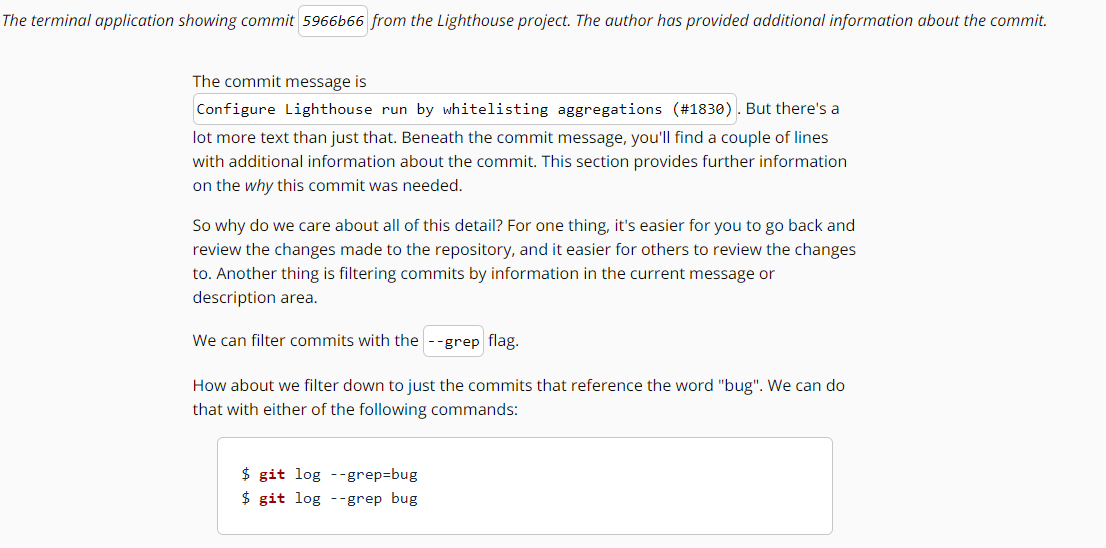 The terminal application showing commit 5966b66 from the Lighthouse project. The author has provided additional information about the commit.
The commit message is
Configure Lighthouse run by whitelisting aggregations (#1830). But there's a
lot more text than just that. Beneath the commit message, you'll find a couple of lines
with additional information about the commit. This section provides further information
on the why this commit was needed.
So why do we care about all of this detail? For one thing, it's easier for you to go back and
review the changes made to the repository, and it easier for others to review the changes
to. Another thing is filtering commits by information in the current message or
description area.
We can filter commits with the --grep flag.
How about we filter down to just the commits that reference the word "bug". We can do
that with either of the following commands:
$ git log --grep=bug
$ git log --grep bug